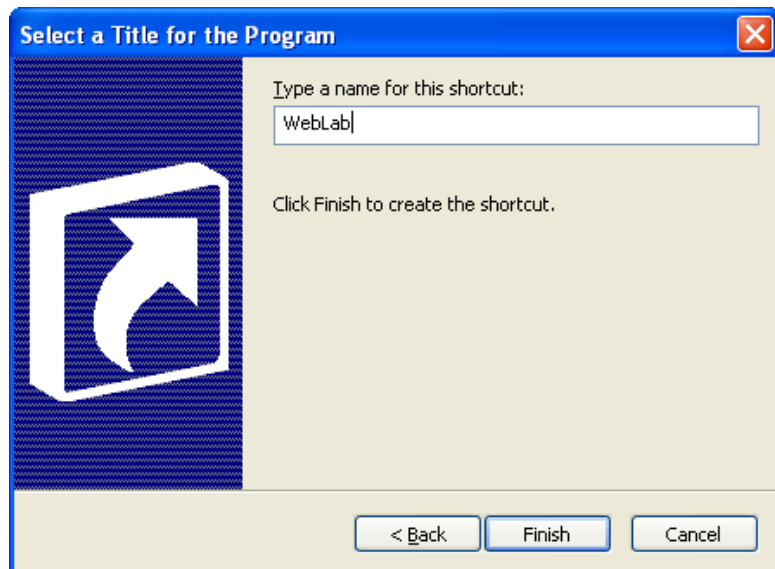 Select a Title for the Program
Type a name for this shortcut:
WebLab
Click Finish to create the shortcut.
< Back Finish Cancel